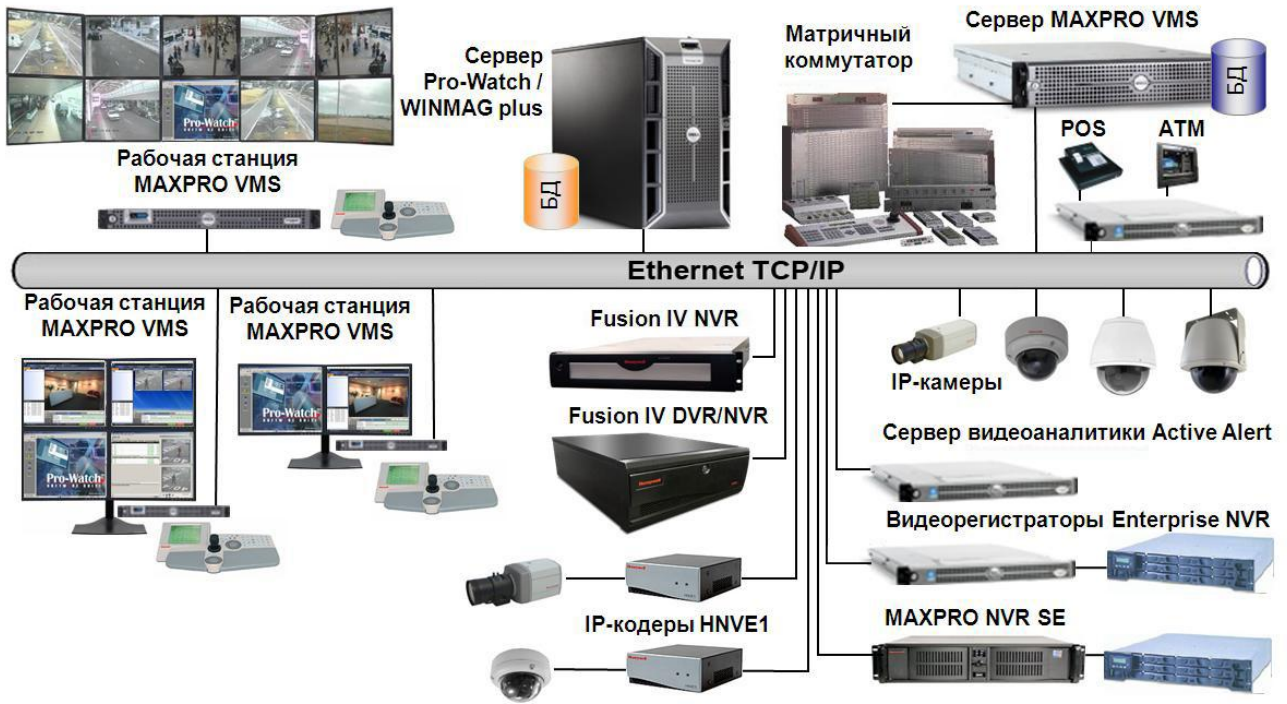 Сервер
Pro-Watch /
WINMAG plus
БД
Матричный
коммутатор
Сервер MAXPRO VMS
БД
POS
ATM
Pro-Watch
Рабочая станция
MAXPRO VMS
Ethernet TCP/IP
Рабочая станция
MAXPRO VMS
Pro-Watch
Рабочая станция
MAXPRO VMS
Pro-Watch
Fusion IV NVR
Fusion IV DVR/NVR
IP-кодеры HNVE1
IP-камеры
Сервер видеоаналитики Active Alert
Видеорегистраторы Enterprise NVR
MAXPRO NVR SE